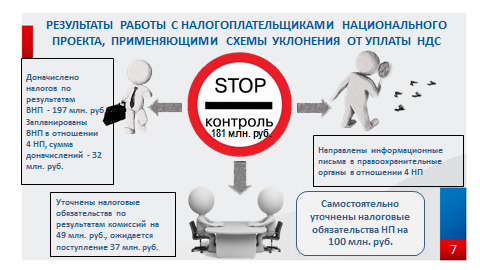 РЕЗУЛЬТАТЫ РАБОТЫ С НАЛОГОПЛАТЕЛЬЩИКАМИ НАЦИОНАЛЬНОГО
ПРОЕКТА, ПРИМЕНЯЮЩИМИ СХЕМЫ УКЛОНЕНИЯ ОТ УПЛАТЫ НДС
Доначислено
налогов по
результатам
ВНП - 197 млн. руб.
Запланированы
ВНП в отношении
4 НП, сумма
доначислений - 32
млн. руб.
STOP
контроль
181 млн. руб.
Направлены информационные
письма в правоохранительные
органы в отношении 4 НП
Уточнены налоговые
обязательства по
результатам комиссий на
49 млн. руб., ожидается
поступление 37 млн. руб.
Самостоятельно
уточнены налоговые
обязательства НП на
100 млн. руб.
7